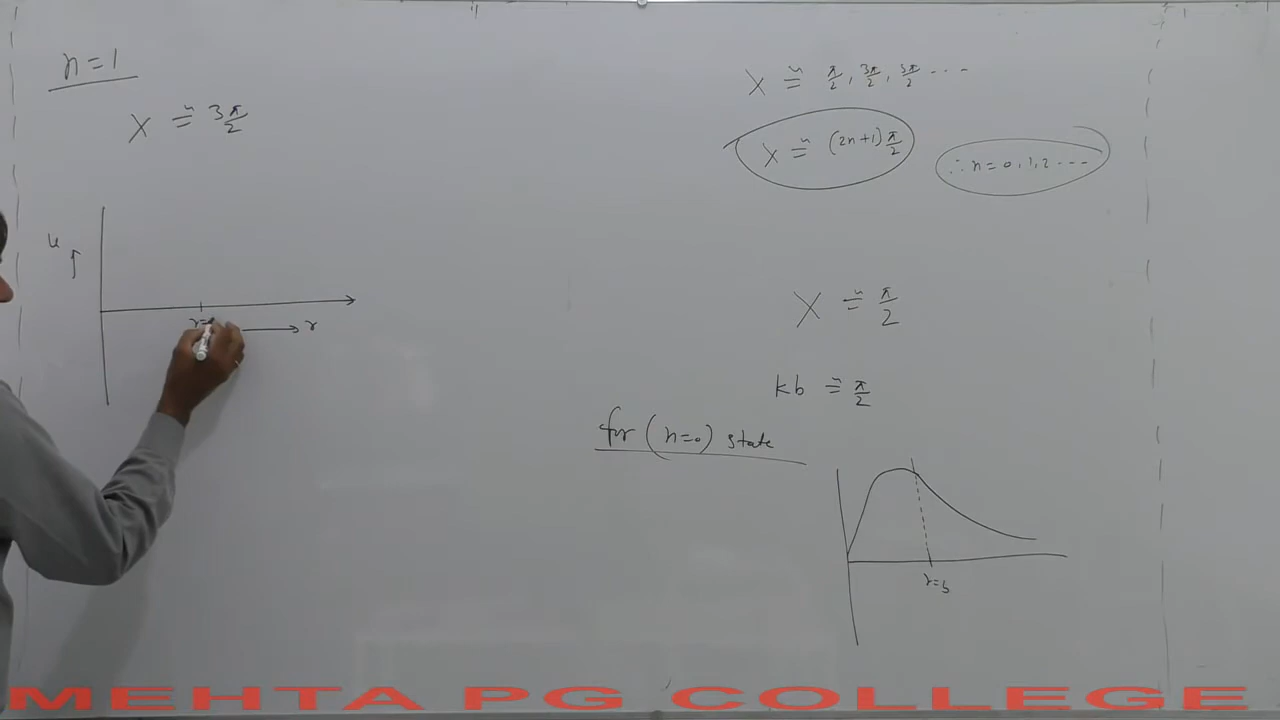 n=1
X ≅ 3π/2
u ↑
r=
→ r
X ≅ π/2, 3π/2, 5π/2 ...
X ≅ (2n+1) π/2
∴ n = 0, 1, 2 ...
X ≅ π/2
kb ≅ π/2
for (n=0) state
r=b
MEHTA PG COLLEGE